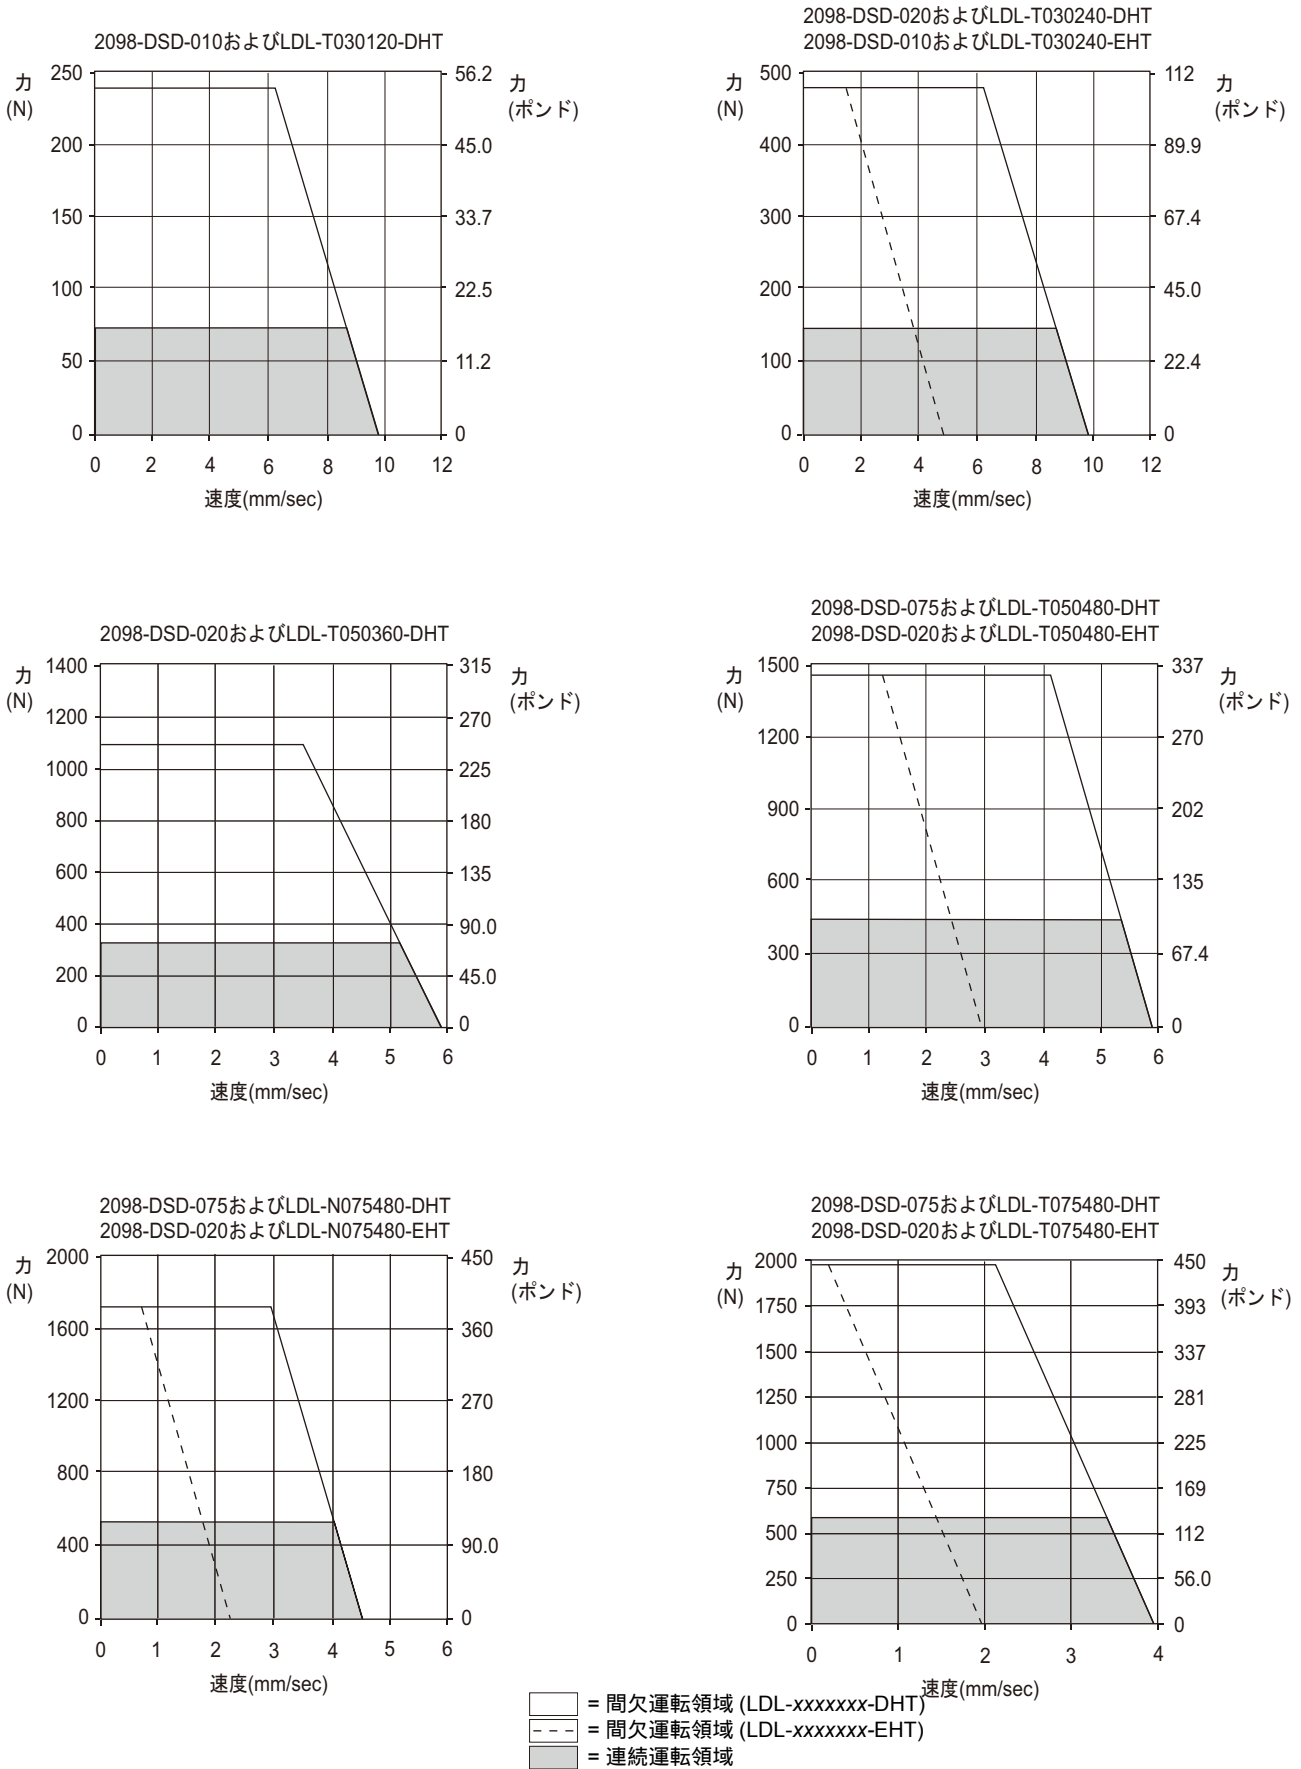 2098-DSD-010およびLDL-T030120-DHT
力
(N)
250
200
150
100
50
0
56.2
45.0
33.7
22.5
11.2
0
力
(ポンド)
0 2 4 6 8 10 12
速度(mm/sec)
2098-DSD-020およびLDL-T030240-DHT
2098-DSD-010およびLDL-T030240-EHT
力
(N)
500
400
300
200
100
0
112
89.9
67.4
45.0
22.4
0
力
(ポンド)
0 2 4 6 8 10 12
速度(mm/sec)
2098-DSD-020およびLDL-T050360-DHT
力
(N)
1400
1200
1000
800
600
400
200
0
315
270
225
180
135
90.0
45.0
0
力
(ポンド)
0 1 2 3 4 5 6
速度(mm/sec)
2098-DSD-075およびLDL-T050480-DHT
2098-DSD-020およびLDL-T050480-EHT
力
(N)
1500
1200
900
600
300
0
337
270
202
135
67.4
0
力
(ポンド)
0 1 2 3 4 5 6
速度(mm/sec)
2098-DSD-075およびLDL-N075480-DHT
2098-DSD-020およびLDL-N075480-EHT
力
(N)
2000
1600
1200
800
400
0
450
360
270
180
90.0
0
力
(ポンド)
0 1 2 3 4 5 6
速度(mm/sec)
2098-DSD-075およびLDL-T075480-DHT
2098-DSD-020およびLDL-T075480-EHT
力
(N)
2000
1750
1500
1250
1000
750
500
250
0
450
393
337
281
225
169
112
56.0
0
力
(ポンド)
0 1 2 3 4
速度(mm/sec)
= 間欠運転領域 (LDL-xxxxxxx-DHT)
= 間欠運転領域 (LDL-xxxxxxx-EHT)
= 連続運転領域